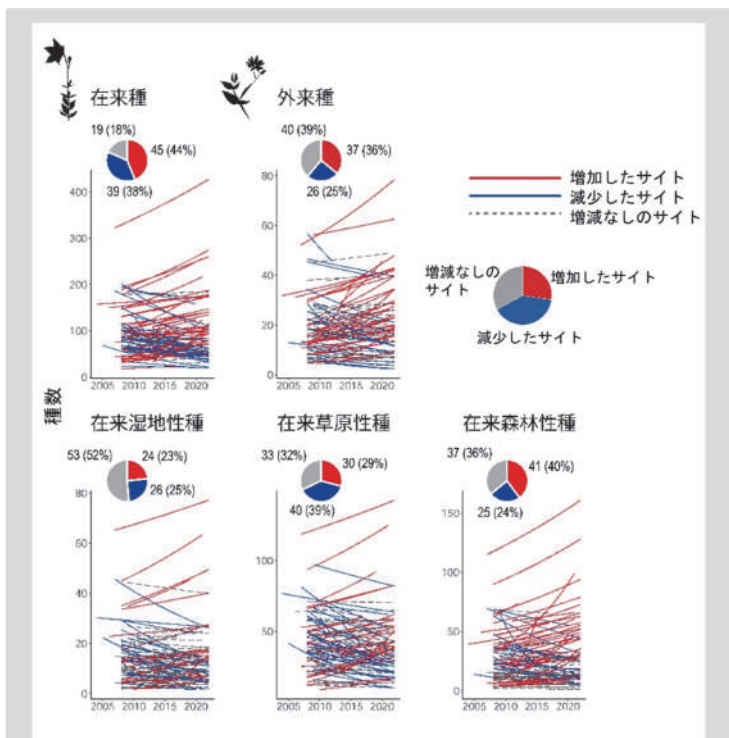 在来種
外来種
19 (18%)
45 (44%)
39 (38%)
40 (39%)
37 (36%)
26 (25%)
400
300
200
100
0
2005 2010 2015 2020
80
60
40
20
0
2005 2010 2015 2020
増加したサイト
減少したサイト
増減なしのサイト
増減なしの
サイト
増加したサイト
減少したサイト
種数
在来湿地性種
在来草原性種
在来森林性種
53 (52%)
24 (23%)
26 (25%)
33 (32%)
30 (29%)
40 (39%)
37 (36%)
41 (40%)
25 (24%)
80
60
40
20
0
2005 2010 2015 2020
100
50
2005 2010 2015 2020
150
100
50
0
2005 2010 2015 2020